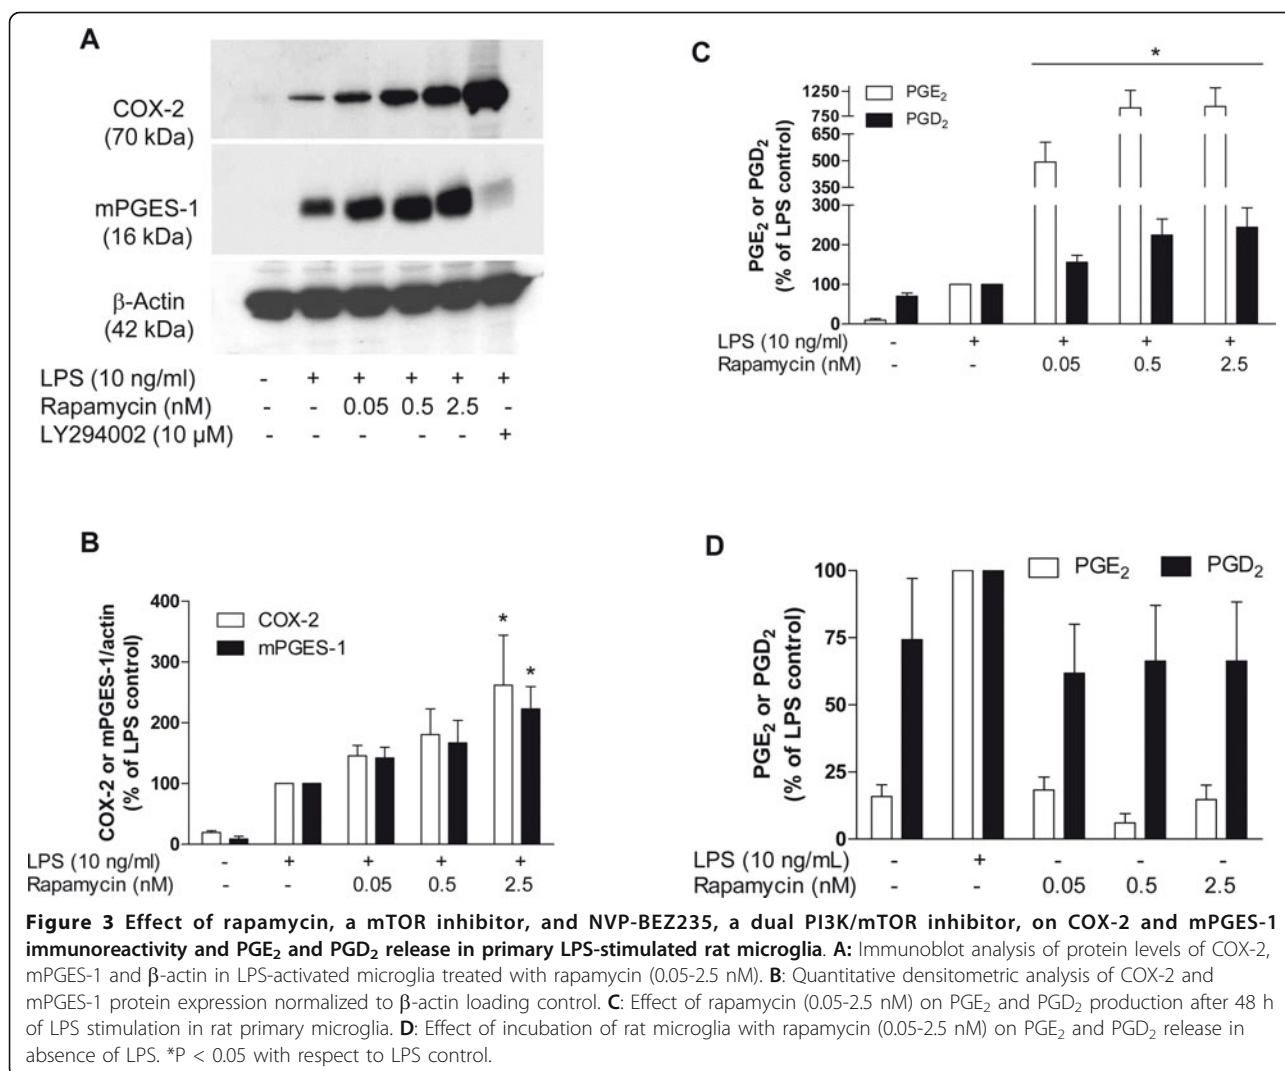 A
COX-2
(70 kDa)
mPGES-1
(16 kDa)
β-Actin
(42 kDa)
LPS (10 ng/ml) - + + + + +
Rapamycin (nM) - - 0.05 0.5 2.5 -
LY294002 (10 µM) - - - - - +
C
*
PGE₂
PGD₂
PGE₂ or PGD₂
(% of LPS control)
1250
750
650
500
350
300
200
100
0
LPS (10 ng/ml) - + + + +
Rapamycin (nM) - - 0.05 0.5 2.5
B
COX-2
mPGES-1
COX-2 or mPGES-1/actin
(% of LPS control)
400
300
200
100
0
* *
LPS (10 ng/ml) - + + + +
Rapamycin (nM) - - 0.05 0.5 2.5
D
PGE₂ PGD₂
PGE₂ or PGD₂
(% of LPS control)
100
75
50
25
0
LPS (10 ng/mL) - + - - -
Rapamycin (nM) - - 0.05 0.5 2.5
Figure 3 Effect of rapamycin, a mTOR inhibitor, and NVP-BEZ235, a dual PI3K/mTOR inhibitor, on COX-2 and mPGES-1
immunoreactivity and PGE₂ and PGD₂ release in primary LPS-stimulated rat microglia. A: Immunoblot analysis of protein levels of COX-2,
mPGES-1 and β-actin in LPS-activated microglia treated with rapamycin (0.05-2.5 nM). B: Quantitative densitometric analysis of COX-2 and
mPGES-1 protein expression normalized to β-actin loading control. C: Effect of rapamycin (0.05-2.5 nM) on PGE₂ and PGD₂ production after 48 h
of LPS stimulation in rat primary microglia. D: Effect of incubation of rat microglia with rapamycin (0.05-2.5 nM) on PGE₂ and PGD₂ release in
absence of LPS. *P < 0.05 with respect to LPS control.